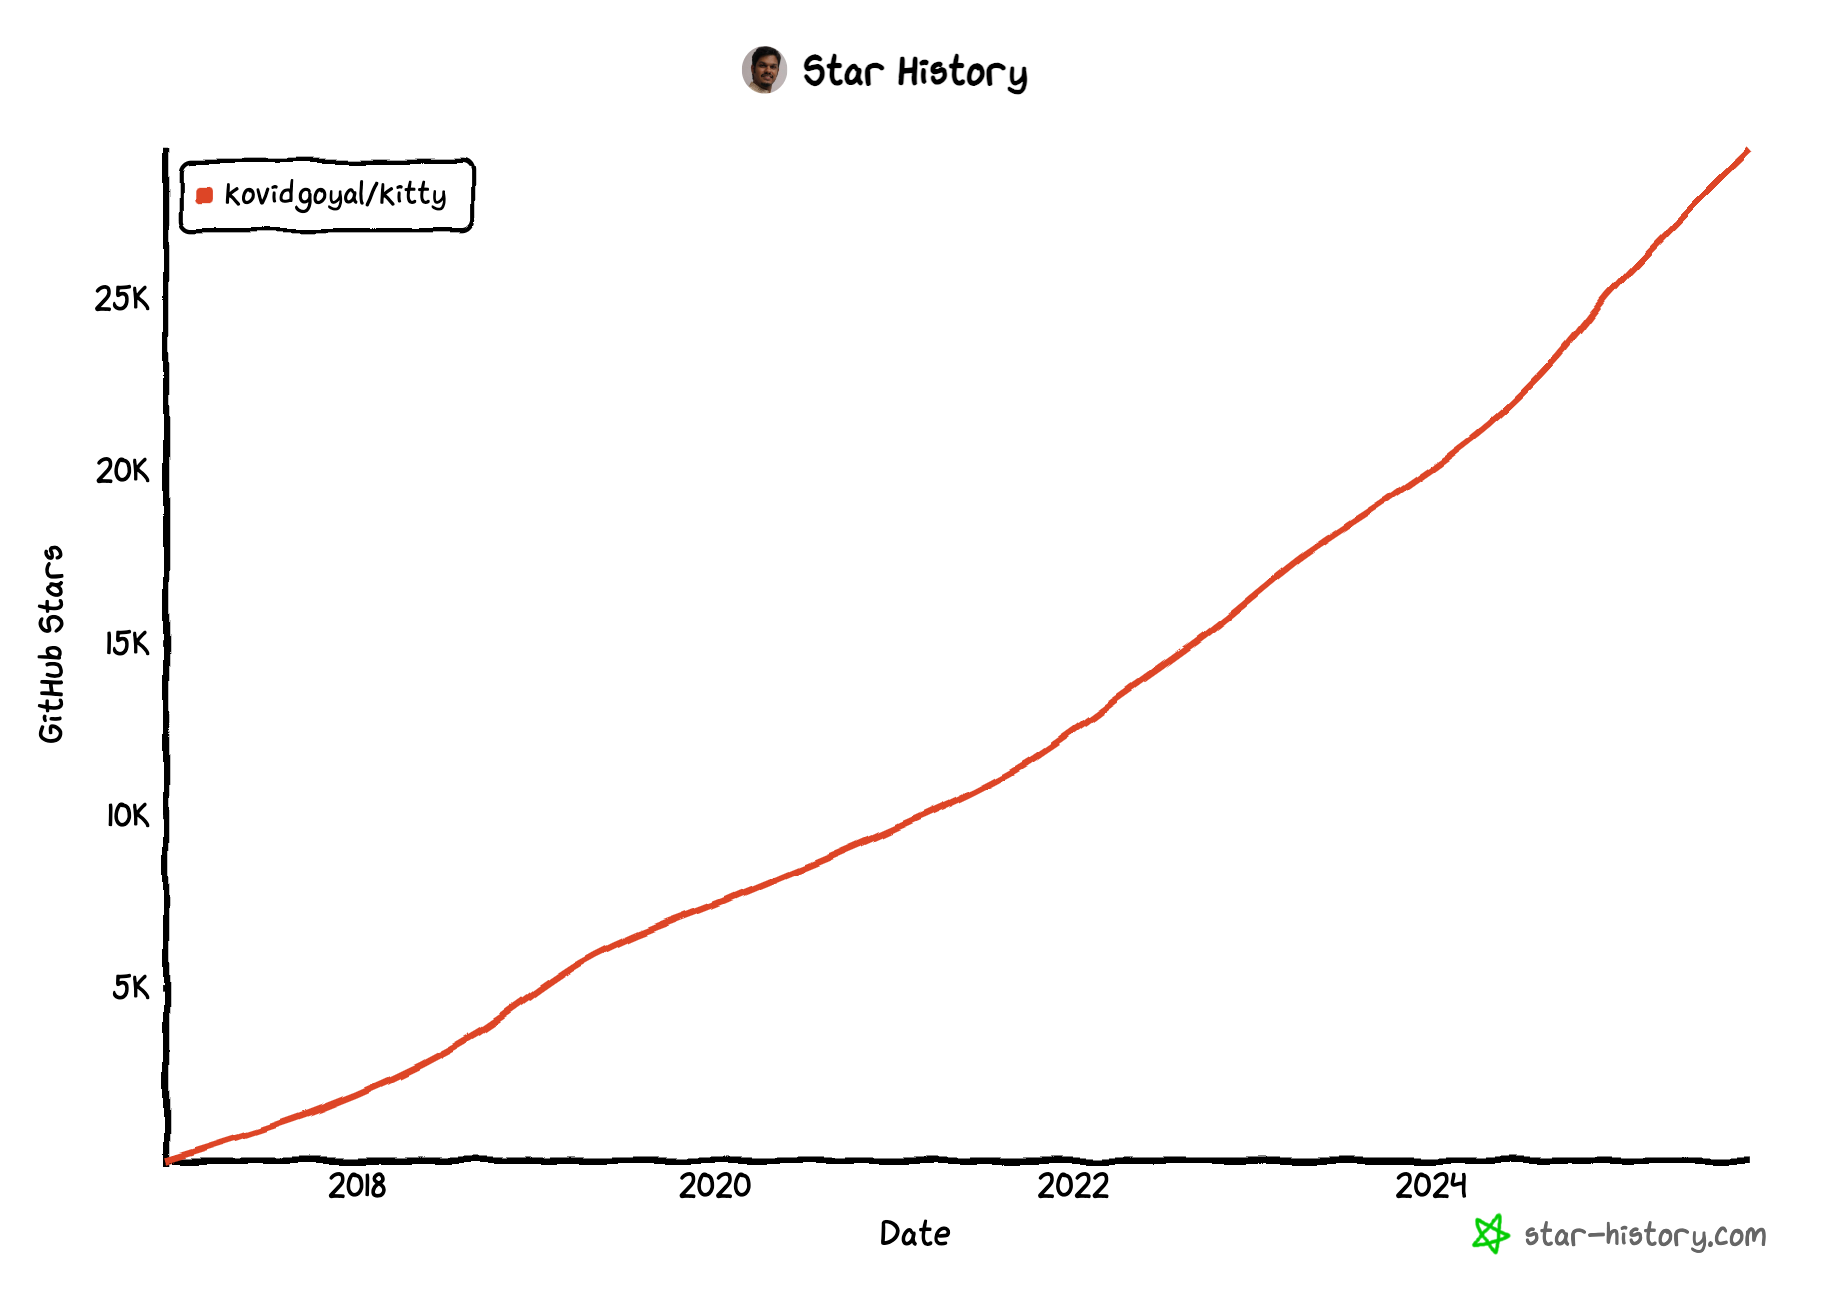 Star History
kovidgoyal/kitty
25K
20K
15K
10K
5K
GitHub Stars
2018 2020 2022 2024
Date
star-history.com